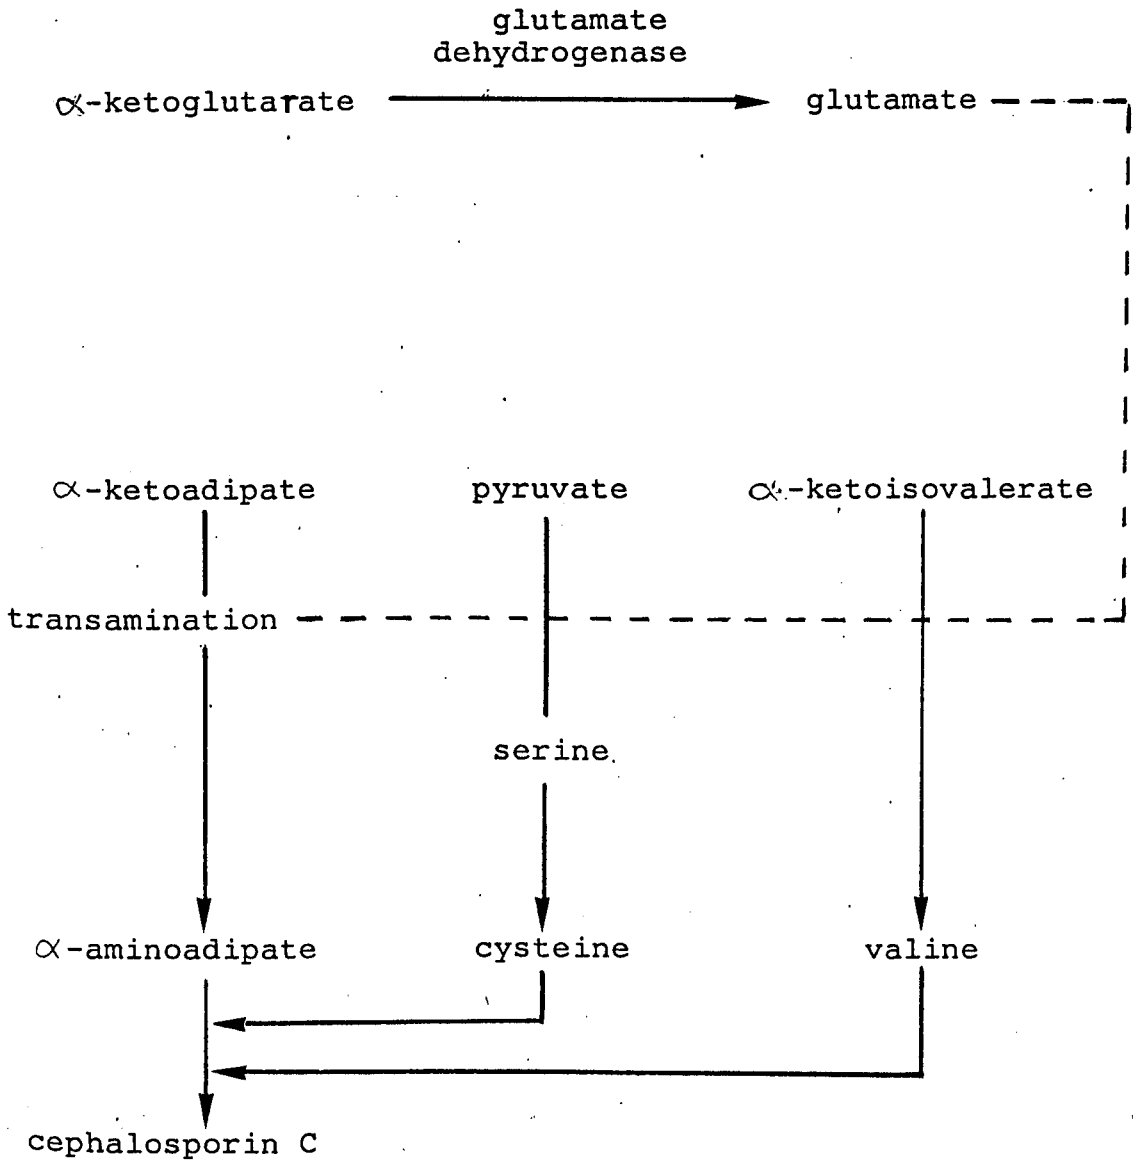 glutamate
dehydrogenase
α-ketoglutarate
glutamate
α-ketoadipate
pyruvate
α-ketoisovalerate
transamination
serine
α-aminoadipate
cysteine
valine
cephalosporin C